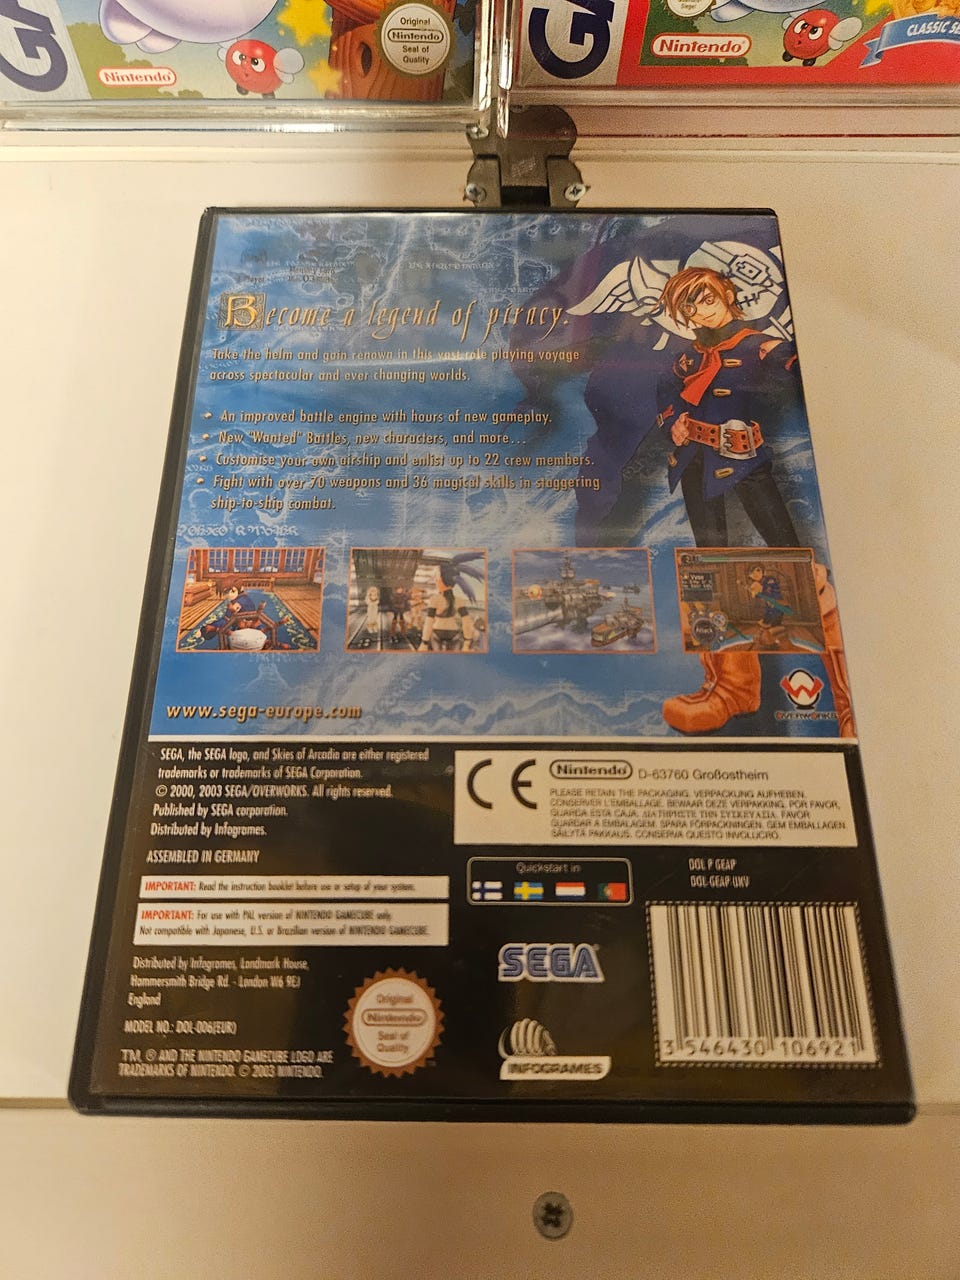 Nintendo
Original
Nintendo
Seal of
Quality
Nintendo
CLASSIC SE
Become a legend of piracy.
Take the helm and gain renown in this vast role playing voyage
across spectacular and ever changing worlds.
• An improved battle engine with hours of new gameplay.
• New "Wanted" Battles, new characters, and more...
• Customise your own airship and enlist up to 22 crew members.
• Fight with over 70 weapons and 36 magical skills in staggering
ship-to-ship combat.
Attack
www.sega-europe.com
OVERWORKS
SEGA, the SEGA logo, and Skies of Arcadia are either registered
trademarks or trademarks of SEGA Corporation.
© 2000, 2003 SEGA/OVERWORKS. All rights reserved.
Published by SEGA corporation.
Distributed by Infogrames.
ASSEMBLED IN GERMANY
IMPORTANT: Read the instruction booklet before use or setup of your system.
IMPORTANT: For use with PAL version of NINTENDO GAMECUBE only.
Not compatible with Japanese, U.S. or Brazilian version of NINTENDO GAMECUBE.
Distributed by Infogrames, Landmark House,
Hammersmith Bridge Rd. - London W6 9EJ
England
MODEL NO.: DOL-006(EUR)
TM, ® AND THE NINTENDO GAMECUBE LOGO ARE
TRADEMARKS OF NINTENDO. © 2003 NINTENDO.
CE Nintendo D-63760 Großostheim
PLEASE RETAIN THE PACKAGING. VERPACKUNG AUFHEBEN.
CONSERVER L'EMBALLAGE. BEWAAR DEZE VERPAKKING. POR FAVOR,
GUARDA ESTA CAJA. ΔΙΑΤΗΡΗΣΤΕ ΤΗΝ ΣΥΣΚΕΥΑΣΙΑ. FAVOR
GUARDAR A EMBALAGEM. SPARA FÖRPACKNINGEN. GEM EMBALLAGEN
SÄILYTÄ PAKKAUS. CONSERVA QUESTO INVOLUCRO.
Quickstart in
DOL P GEAP
DOL-GEAP-UKV
SEGA
Original
Nintendo
Seal of
Quality
INFOGRAMES
3 546430 106921